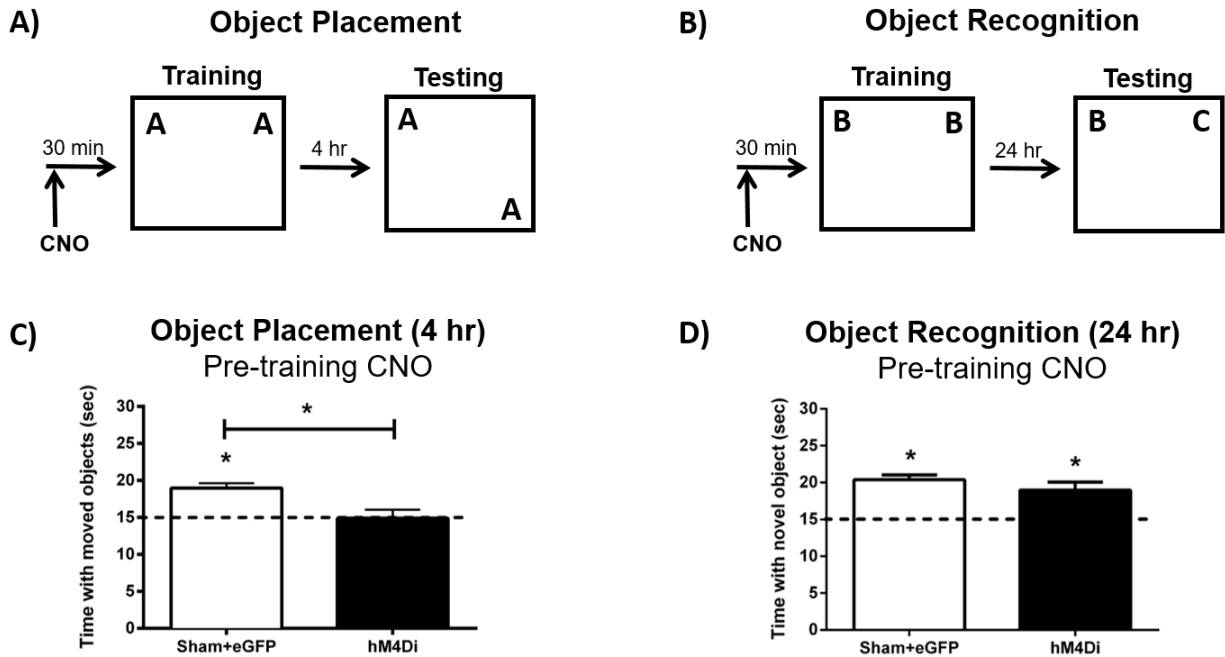 A)
Object Placement
Training
Testing
A A
A
30 min
4 hr
A
CNO
B)
Object Recognition
Training
Testing
B B
B C
30 min
24 hr
CNO
C)
Object Placement (4 hr)
Pre-training CNO
Time with moved objects (sec)
30
25
20
15
10
5
0
*
*
Sham+eGFP
hM4Di
D)
Object Recognition (24 hr)
Pre-training CNO
Time with novel object (sec)
30
25
20
15
10
5
0
*
*
Sham+eGFP
hM4Di